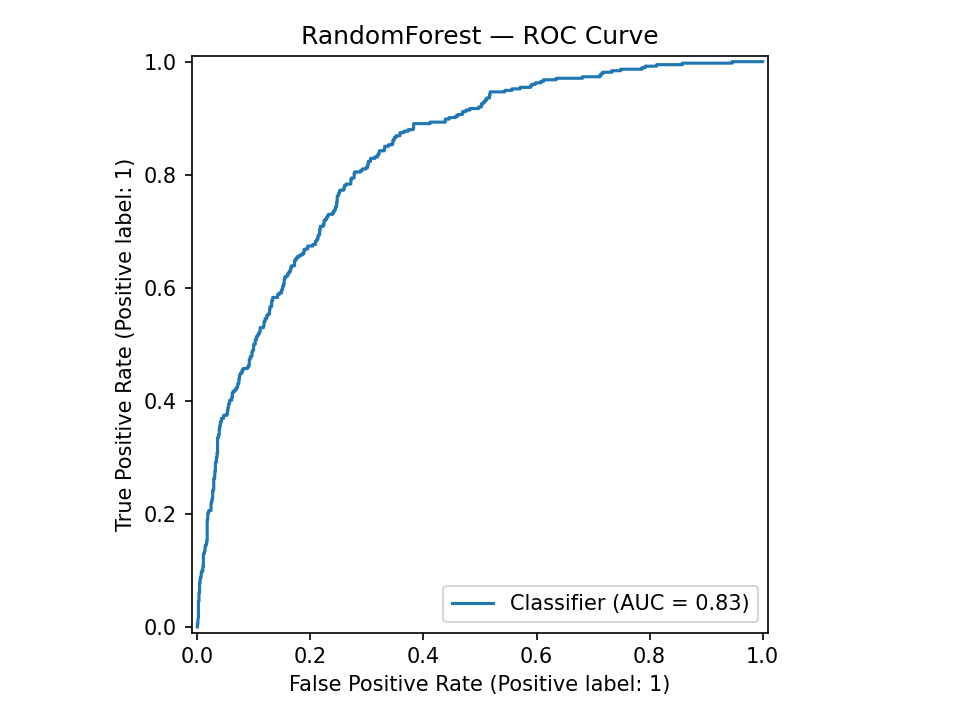 RandomForest — ROC Curve
True Positive Rate (Positive label: 1)
1.0
0.8
0.6
0.4
0.2
0.0
Classifier (AUC = 0.83)
0.0 0.2 0.4 0.6 0.8 1.0
False Positive Rate (Positive label: 1)